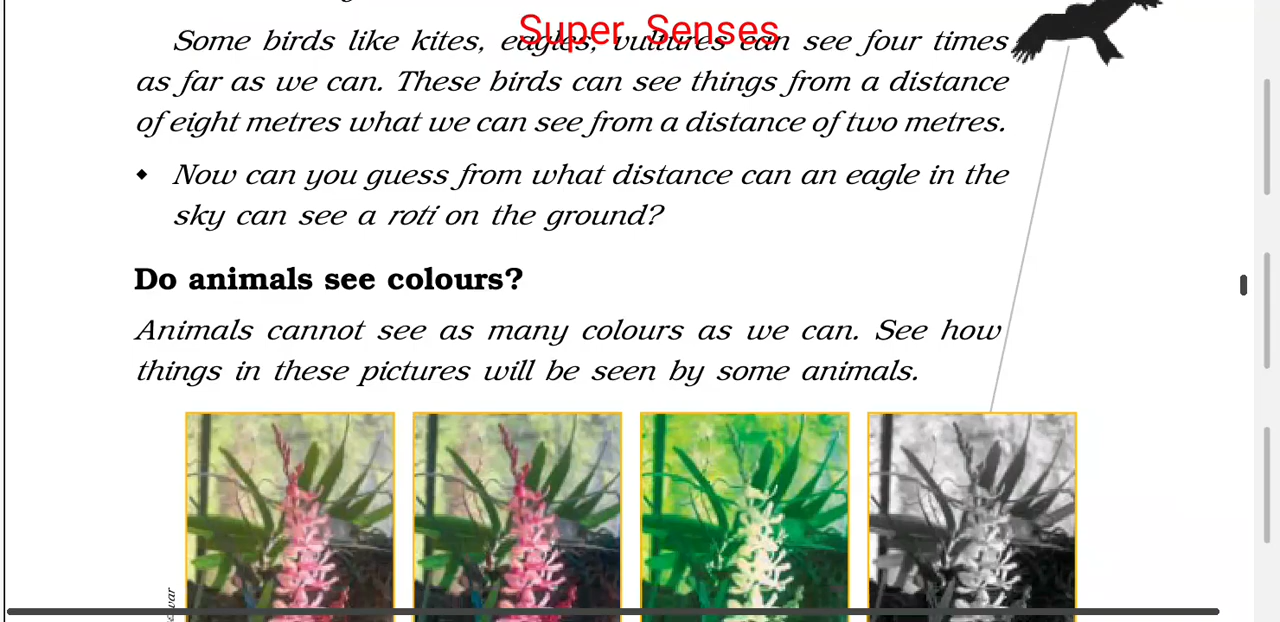 Super Senses
Some birds like kites, eagles, vultures can see four times
as far as we can. These birds can see things from a distance
of eight metres what we can see from a distance of two metres.
◆ Now can you guess from what distance can an eagle in the
sky can see a roti on the ground?
Do animals see colours?
Animals cannot see as many colours as we can. See how
things in these pictures will be seen by some animals.